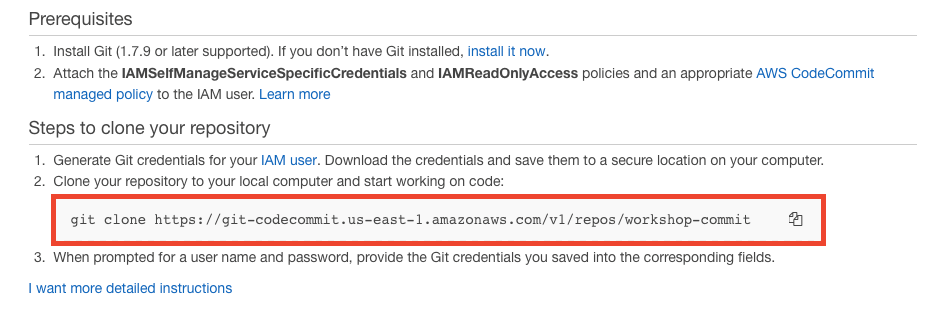 Prerequisites
1. Install Git (1.7.9 or later supported). If you don’t have Git installed, install it now.
2. Attach the IAMSelfManageServiceSpecificCredentials and IAMReadOnlyAccess policies and an appropriate AWS CodeCommit
managed policy to the IAM user. Learn more
Steps to clone your repository
1. Generate Git credentials for your IAM user. Download the credentials and save them to a secure location on your computer.
2. Clone your repository to your local computer and start working on code:
git clone https://git-codecommit.us-east-1.amazonaws.com/v1/repos/workshop-commit
3. When prompted for a user name and password, provide the Git credentials you saved into the corresponding fields.
I want more detailed instructions